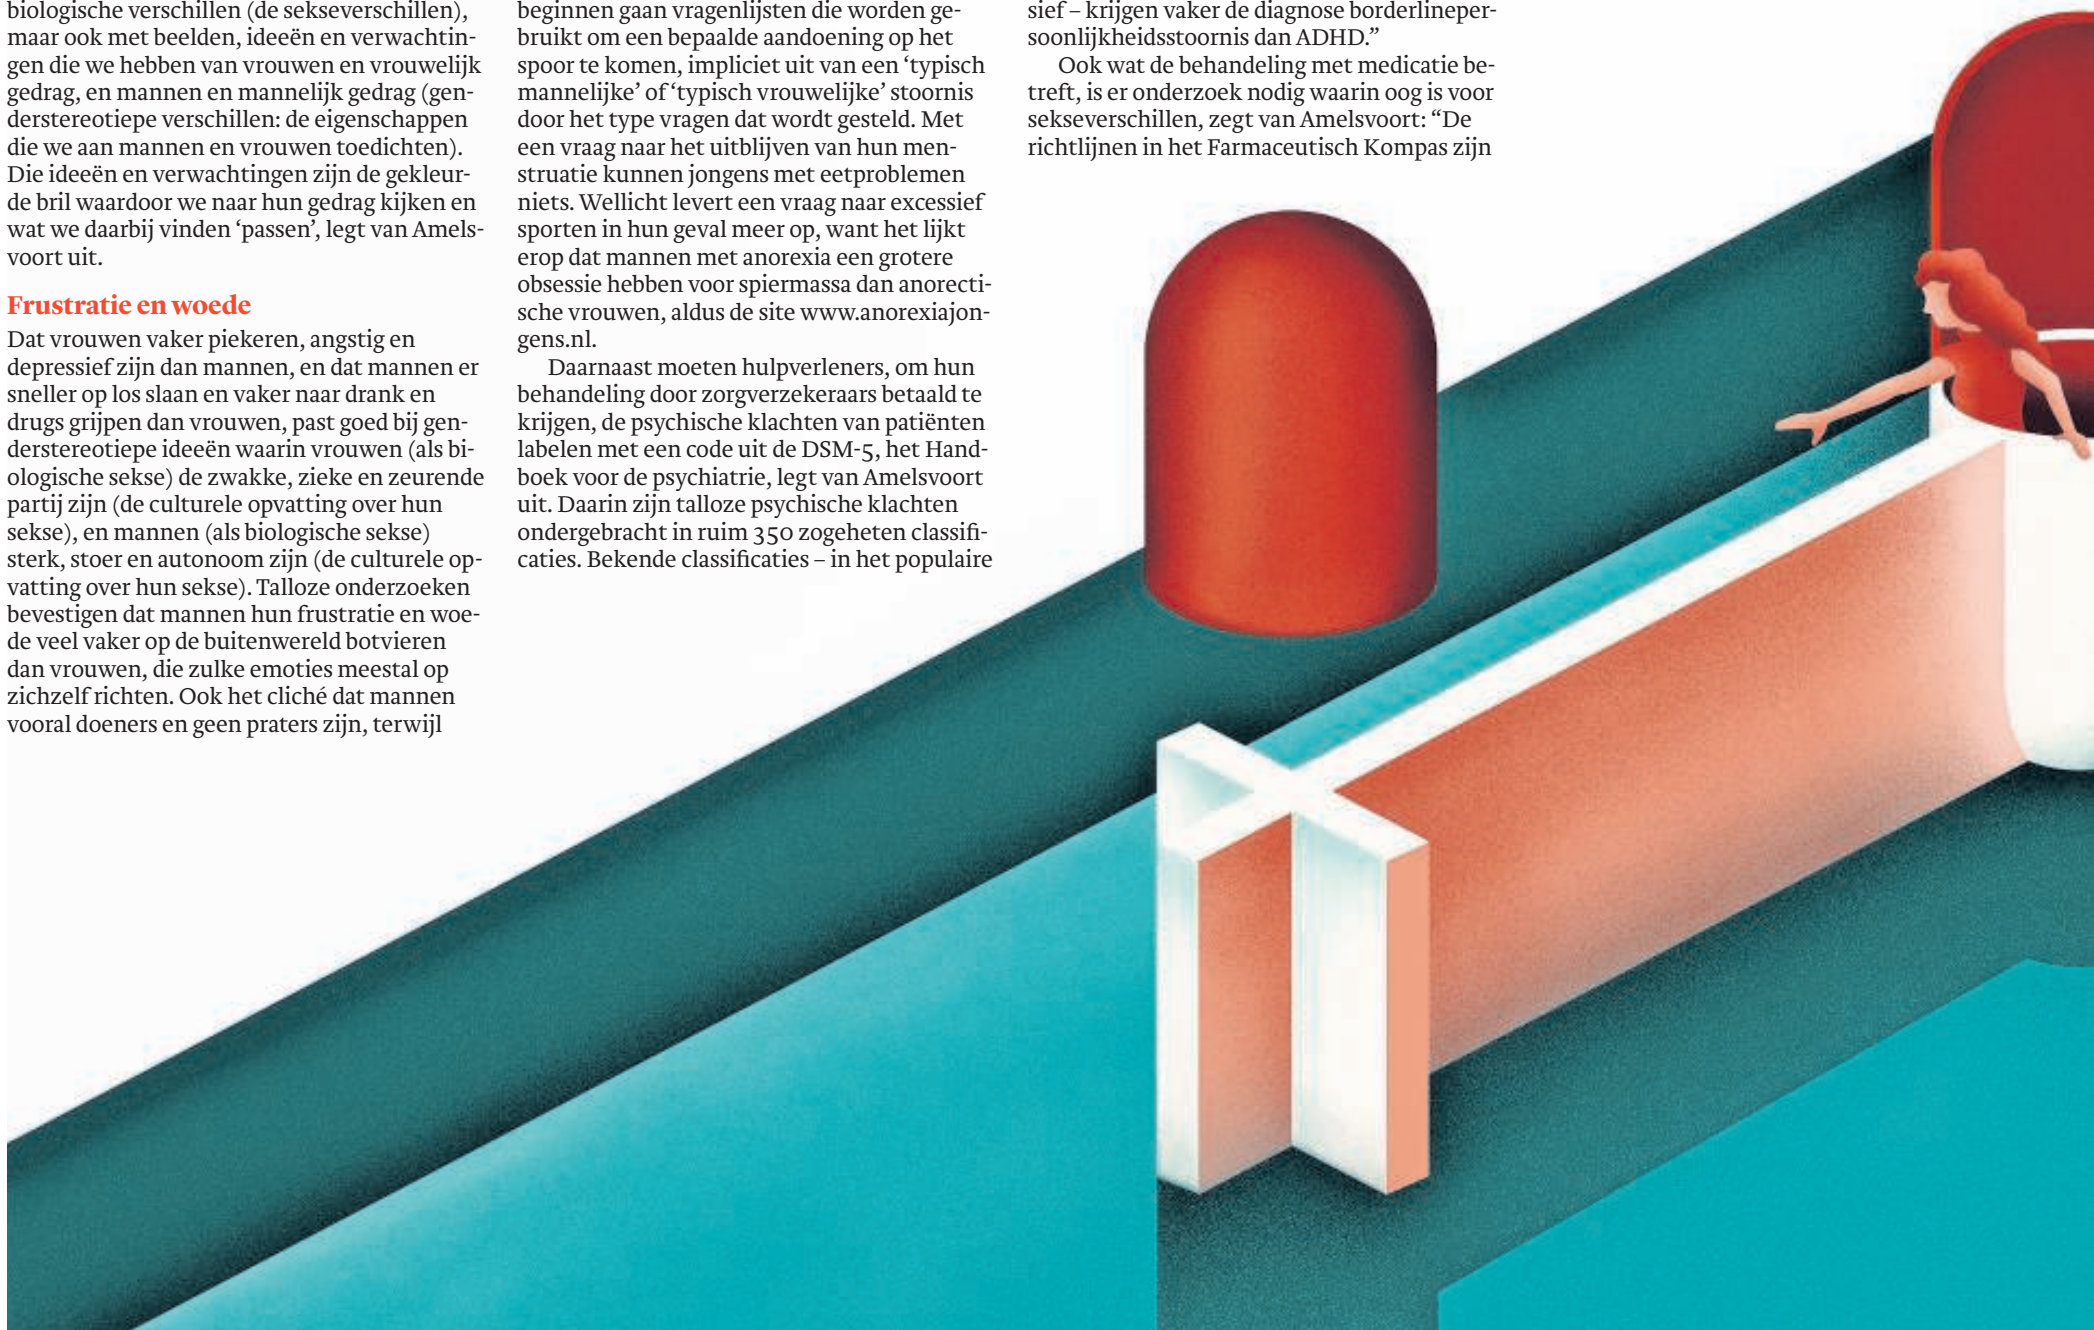 biologische verschillen (de sekseverschillen),
maar ook met beelden, ideeën en verwachtin-
gen die we hebben van vrouwen en vrouwelijk
gedrag, en mannen en mannelijk gedrag (gen-
derstereotiepe verschillen: de eigenschappen
die we aan mannen en vrouwen toedichten).
Die ideeën en verwachtingen zijn de gekleur-
de bril waardoor we naar hun gedrag kijken en
wat we daarbij vinden ‘passen’, legt van Amels-
voort uit.
Frustratie en woede
Dat vrouwen vaker piekeren, angstig en
depressief zijn dan mannen, en dat mannen er
sneller op los slaan en vaker naar drank en
drugs grijpen dan vrouwen, past goed bij gen-
derstereotiepe ideeën waarin vrouwen (als bi-
ologische sekse) de zwakke, zieke en zeurende
partij zijn (de culturele opvatting over hun
sekse), en mannen (als biologische sekse)
sterk, stoer en autonoom zijn (de culturele op-
vatting over hun sekse). Talloze onderzoeken
bevestigen dat mannen hun frustratie en woe-
de veel vaker op de buitenwereld botvieren
dan vrouwen, die zulke emoties meestal op
zichzelf richten. Ook het cliché dat mannen
vooral doeners en geen praters zijn, terwijl
beginnen gaan vragenlijsten die worden ge-
bruikt om een bepaalde aandoening op het
spoor te komen, impliciet uit van een ‘typisch
mannelijke’ of ‘typisch vrouwelijke’ stoornis
door het type vragen dat wordt gesteld. Met
een vraag naar het uitblijven van hun men-
struatie kunnen jongens met eetproblemen
niets. Wellicht levert een vraag naar excessief
sporten in hun geval meer op, want het lijkt
erop dat mannen met anorexia een grotere
obsessie hebben voor spiermassa dan anorecti-
sche vrouwen, aldus de site www.anorexiajon-
gens.nl.
Daarnaast moeten hulpverleners, om hun
behandeling door zorgverzekeraars betaald te
krijgen, de psychische klachten van patiënten
labelen met een code uit de DSM-5, het Hand-
boek voor de psychiatrie, legt van Amelsvoort
uit. Daarin zijn talloze psychische klachten
ondergebracht in ruim 350 zogeheten classifi-
caties. Bekende classificaties – in het populaire
sief – krijgen vaker de diagnose borderlineper-
soonlijkheidsstoornis dan ADHD.”
Ook wat de behandeling met medicatie be-
treft, is er onderzoek nodig waarin oog is voor
sekseverschillen, zegt van Amelsvoort: “De
richtlijnen in het Farmaceutisch Kompas zijn